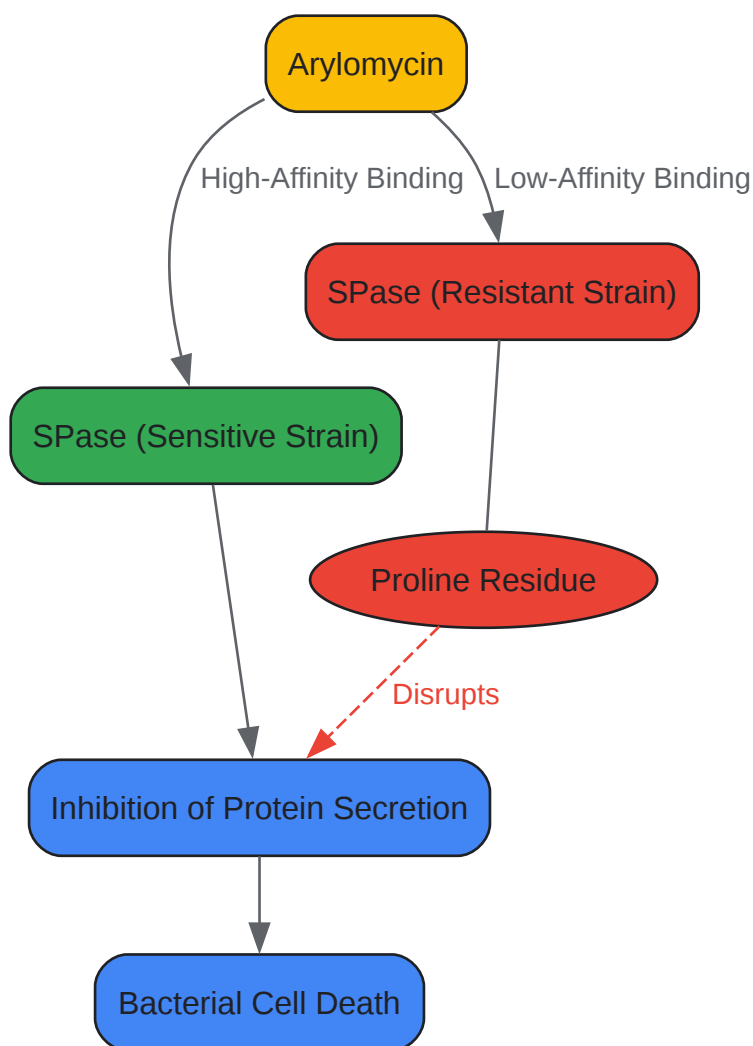 Arylomycin
High-Affinity Binding
Low-Affinity Binding
SPase (Resistant Strain)
SPase (Sensitive Strain)
Proline Residue
Disrupts
Inhibition of Protein Secretion
Bacterial Cell Death